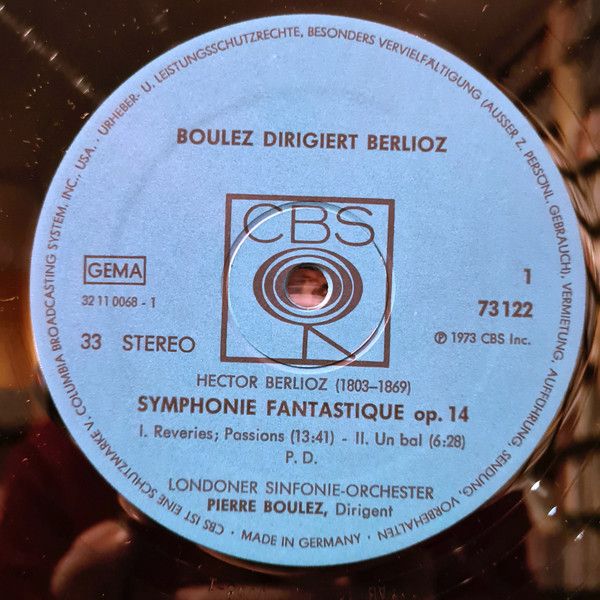 BOULEZ DIRIGIERT BERLIOZ
CBS
GEMA
32 11 0068 - 1
33 STEREO
1
73122
℗ 1973 CBS Inc.
HECTOR BERLIOZ (1803–1869)
SYMPHONIE FANTASTIQUE op. 14
I. Reveries; Passions (13:41) - II. Un bal (6:28)
P. D.
LONDONER SINFONIE-ORCHESTER
PIERRE BOULEZ, Dirigent
CBS IST EINE SCHUTZMARKE V. COLUMBIA BROADCASTING SYSTEM, INC., USA. · URHEBER- U. LEISTUNGSSCHUTZRECHTE, BESONDERS VERVIELFÄLTIGUNG (AUSSER Z. PERSÖNL. GEBRAUCH), VERMIETUNG, AUFFÜHRUNG, SENDUNG, VORBEHALTEN · MADE IN GERMANY ·